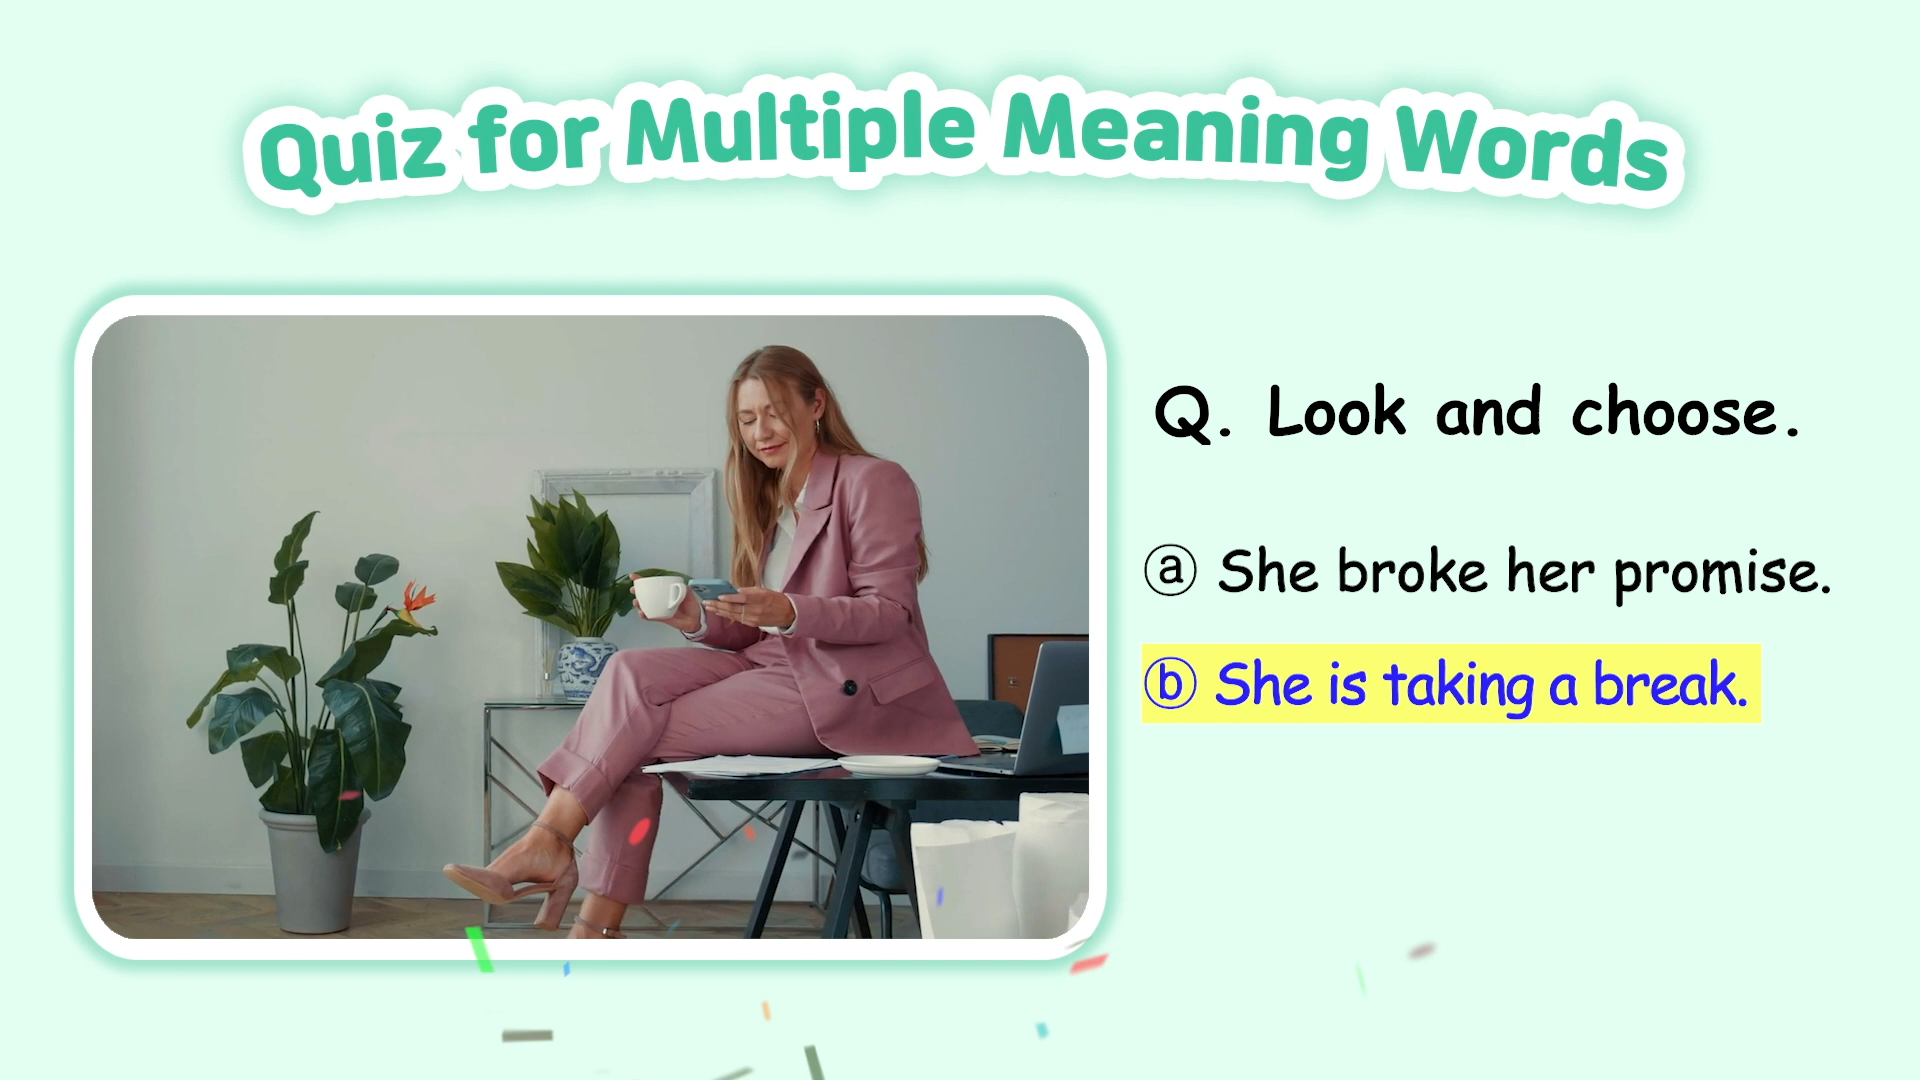 Quiz for Multiple Meaning Words
Q. Look and choose.
ⓐ She broke her promise.
ⓑ She is taking a break.